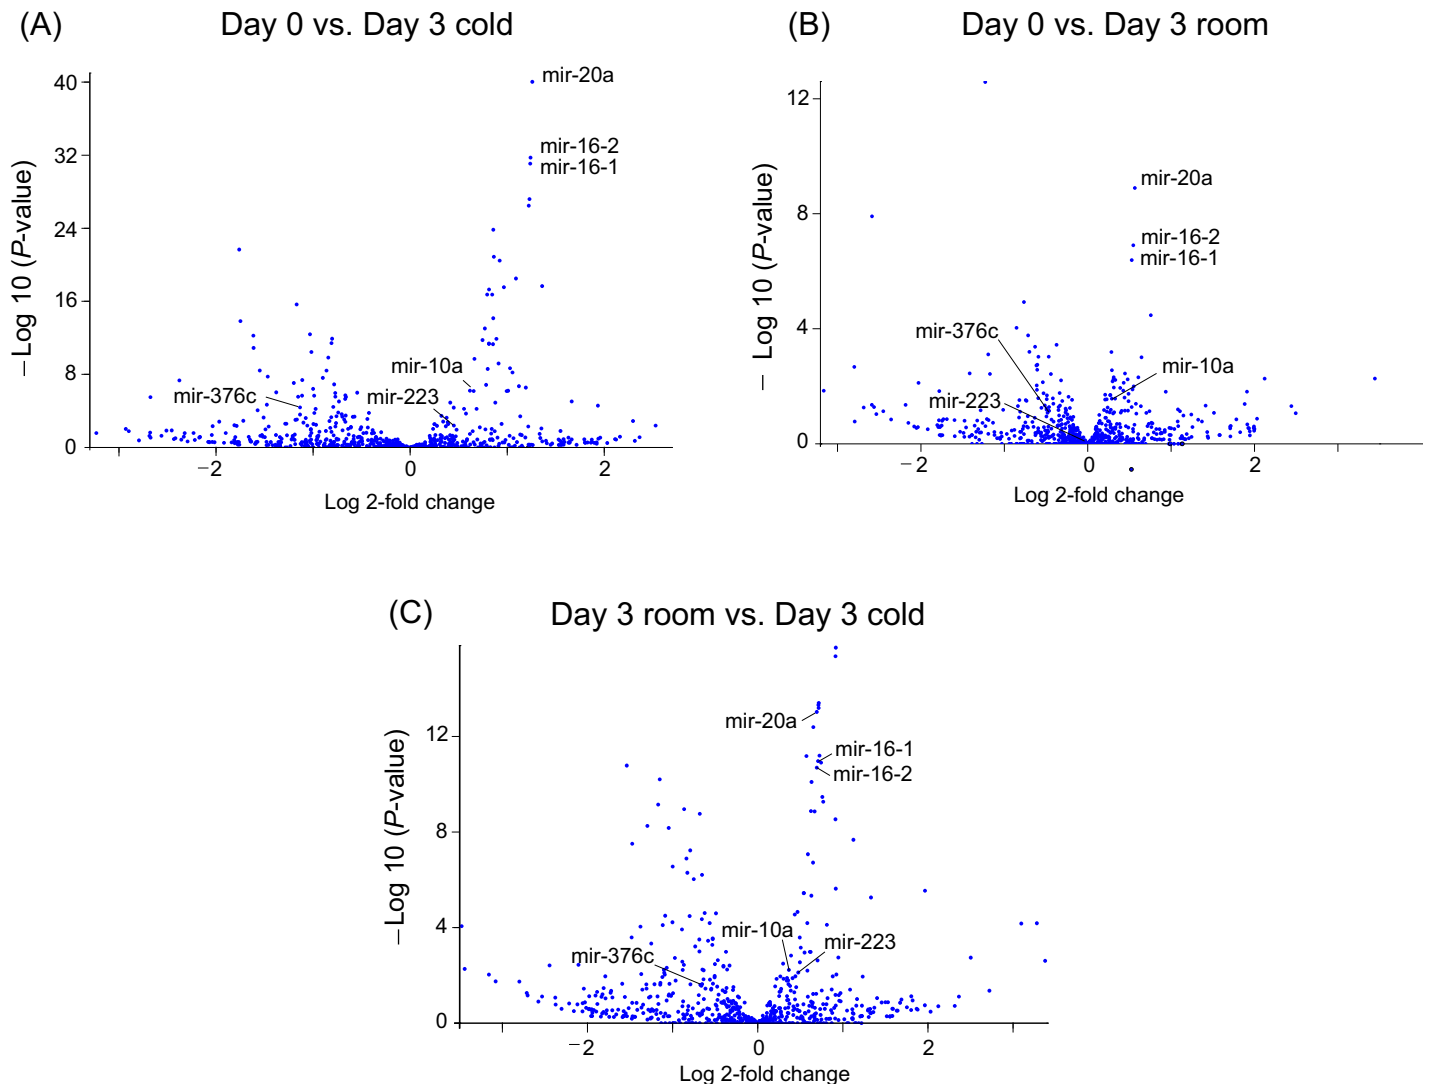 (A) Day 0 vs. Day 3 cold
40
32
24
16
8
0
−Log 10 (P-value)
mir-20a
mir-16-2
mir-16-1
mir-10a
mir-376c
mir-223
−2 0 2
Log 2-fold change
(B) Day 0 vs. Day 3 room
12
8
4
0
− Log 10 (P-value)
mir-20a
mir-16-2
mir-16-1
mir-376c
mir-10a
mir-223
−2 0 2
Log 2-fold change
(C) Day 3 room vs. Day 3 cold
12
8
4
0
−Log 10 (P-value)
mir-20a
mir-16-1
mir-16-2
mir-10a
mir-223
mir-376c
−2 0 2
Log 2-fold change